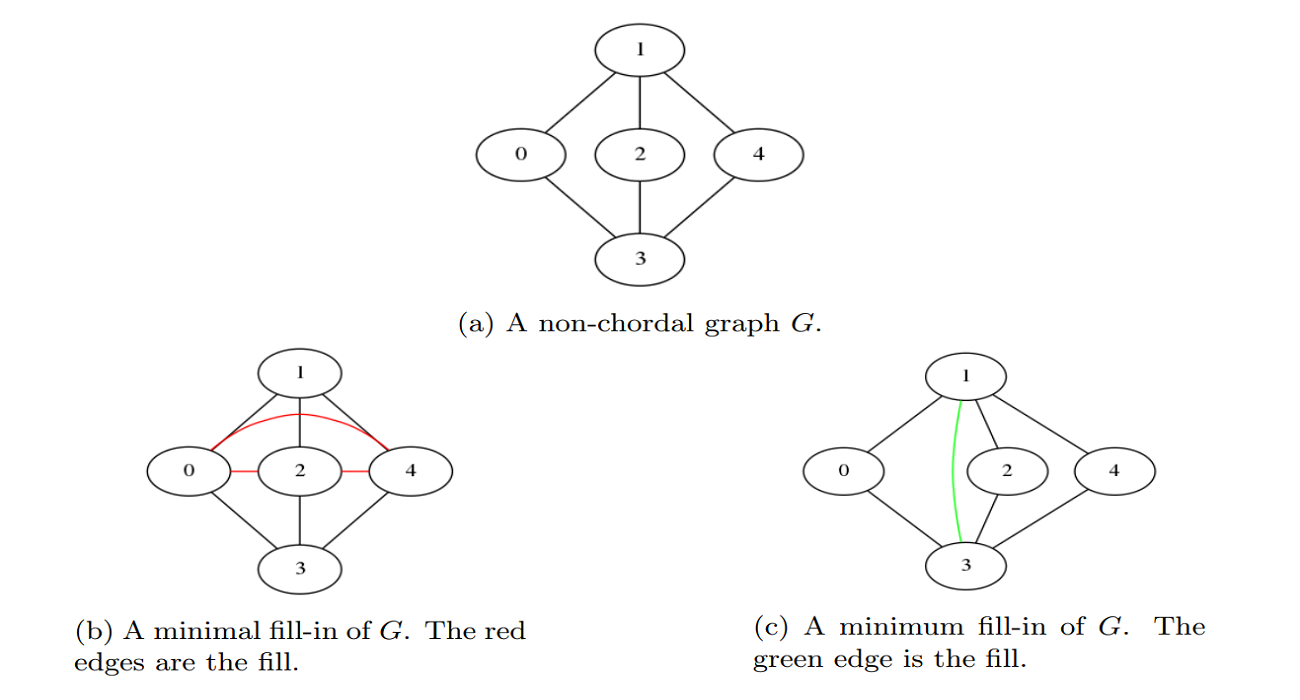 1
0 2 4
3
(a) A non-chordal graph G.
1
0 2 4
3
(b) A minimal fill-in of G. The red
edges are the fill.
1
0 2 4
3
(c) A minimum fill-in of G. The
green edge is the fill.